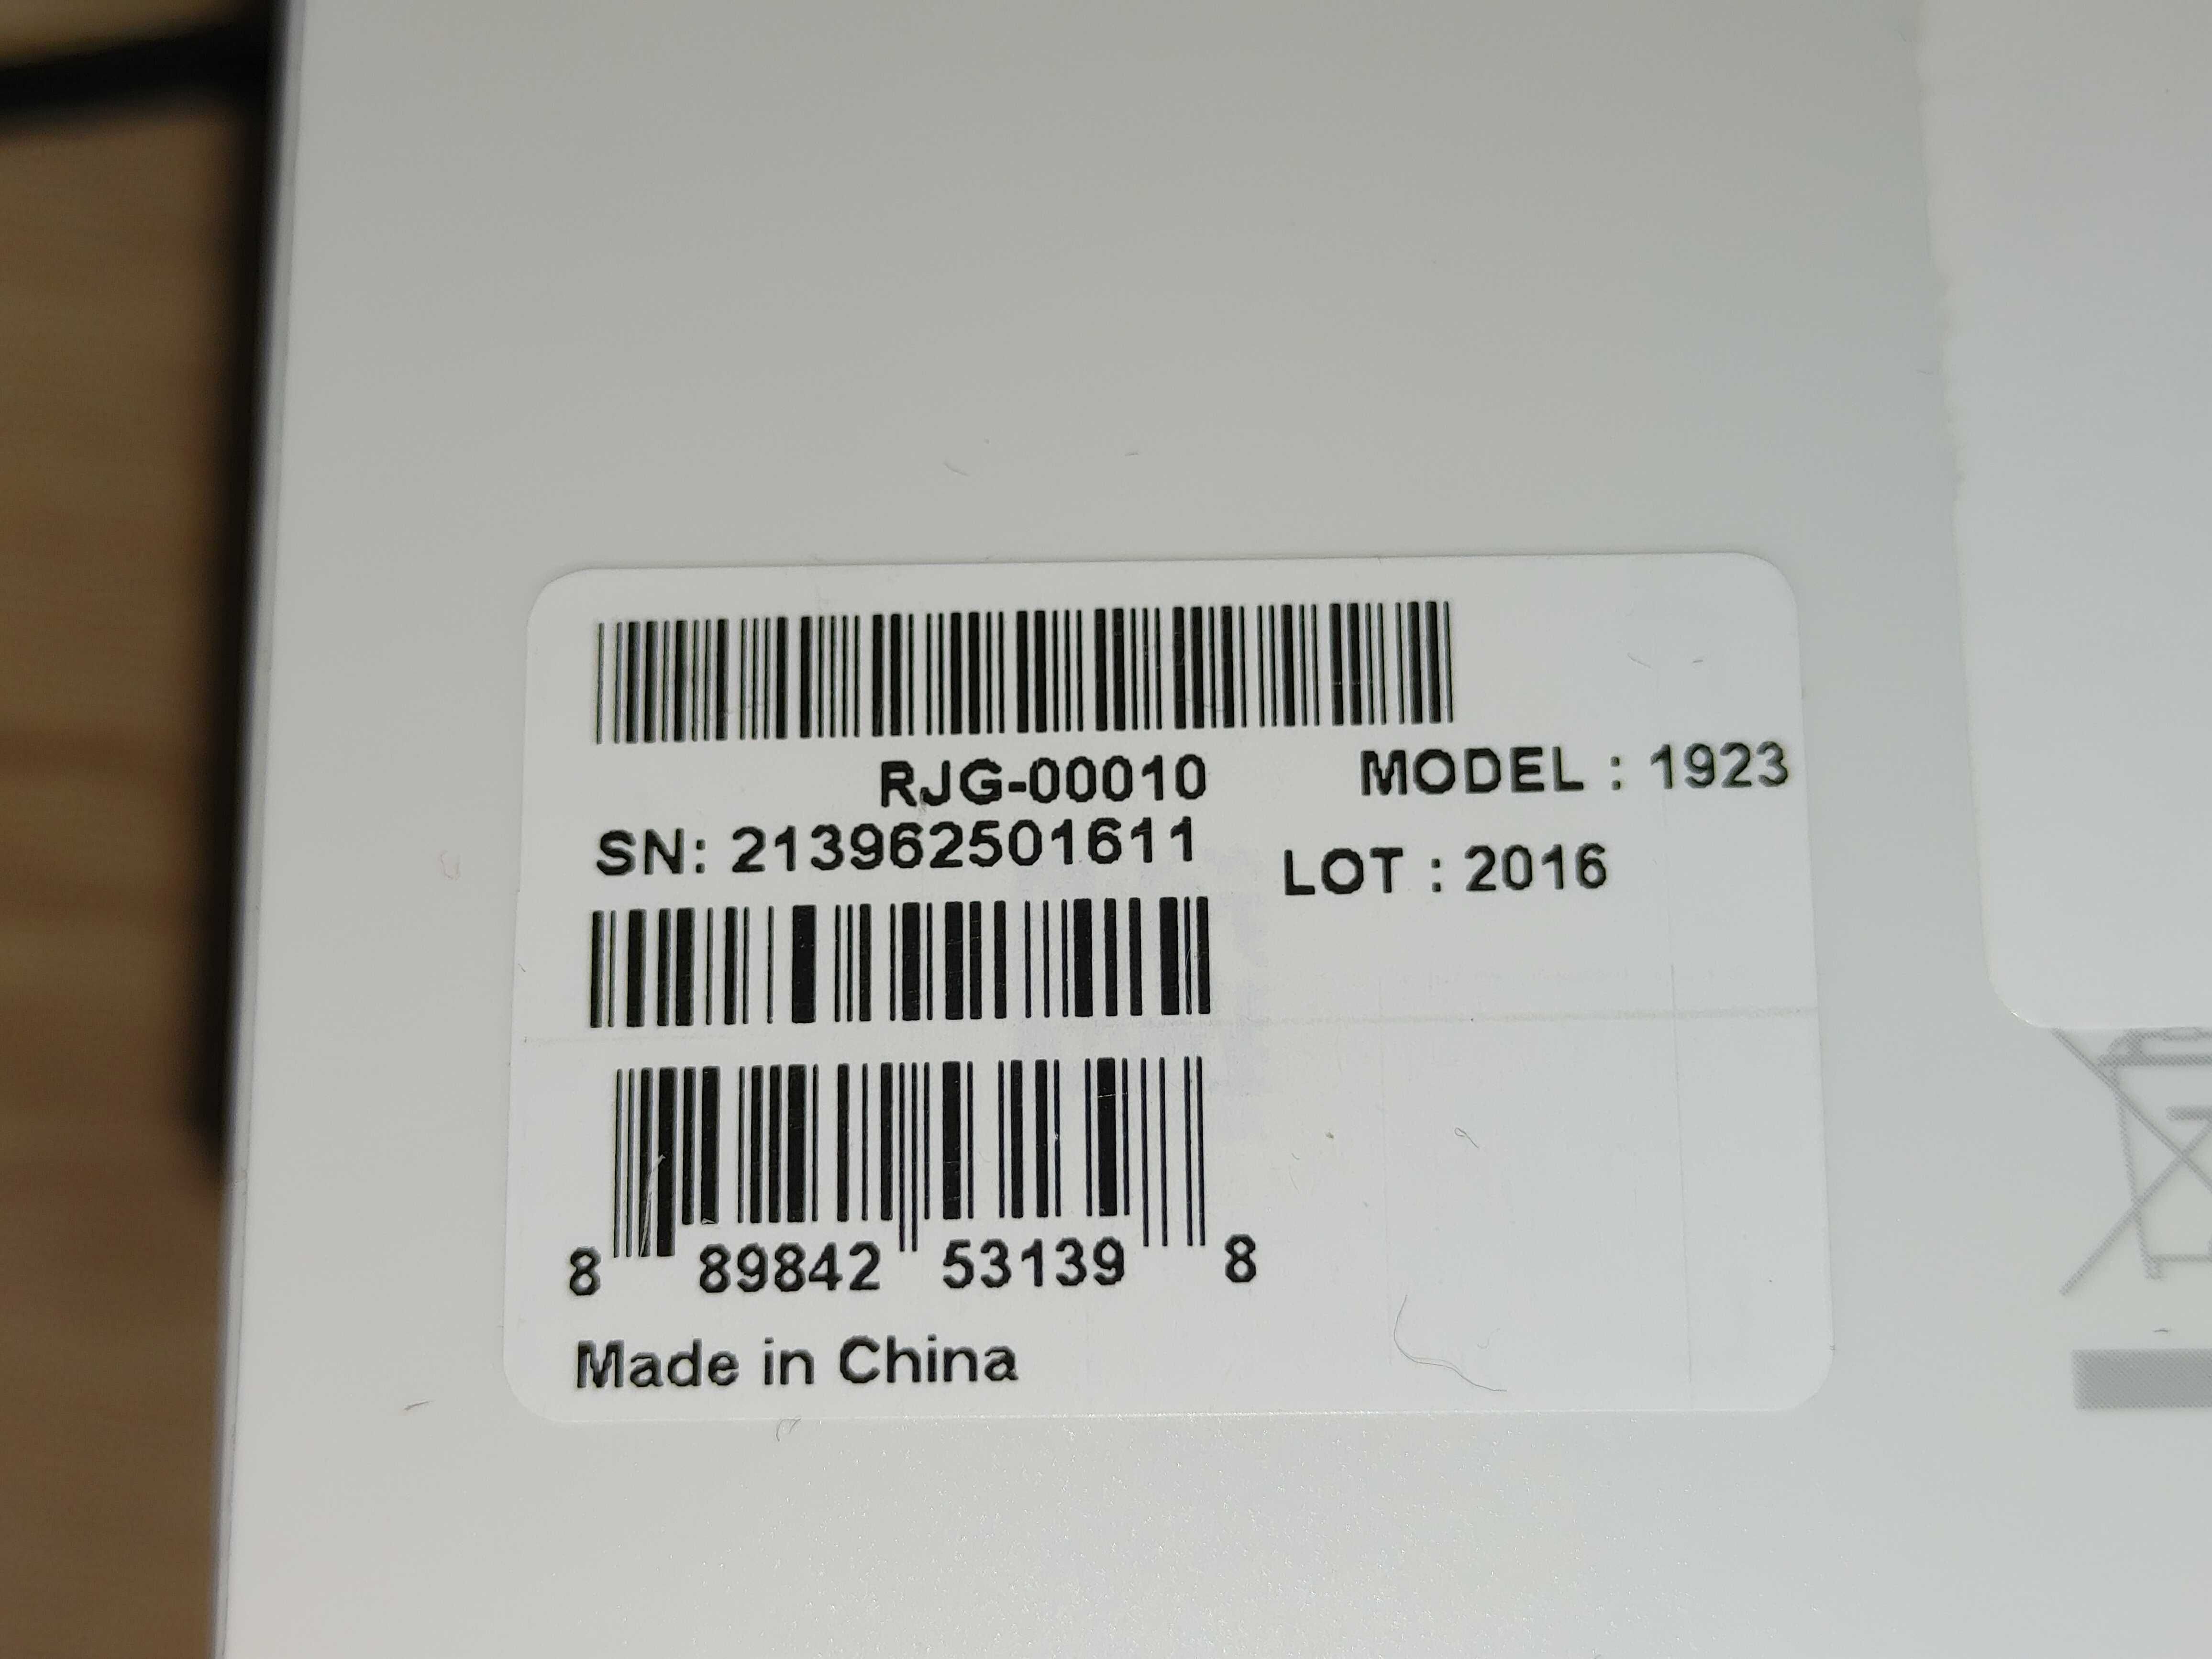 RJG-00010
MODEL : 1923
SN: 213962501611
LOT : 2016
8 89842 53139 8
Made in China